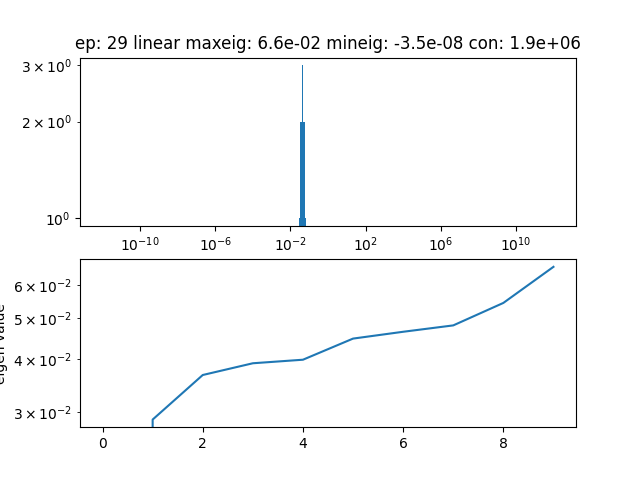 ep: 29 linear maxeig: 6.6e-02 mineig: -3.5e-08 con: 1.9e+06
3 × 10⁰
2 × 10⁰
10⁰
10⁻¹⁰ 10⁻⁶ 10⁻² 10² 10⁶ 10¹⁰
6 × 10⁻²
5 × 10⁻²
4 × 10⁻²
3 × 10⁻²
eigen value
0 2 4 6 8